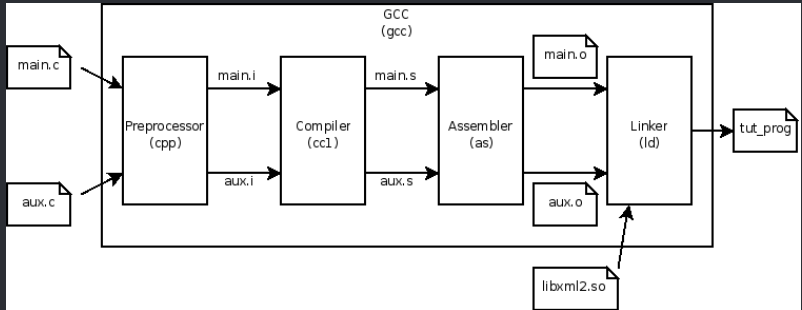 GCC
(gcc)
main.c
main.i
main.s
main.o
Preprocessor
(cpp)
Compiler
(cc1)
Assembler
(as)
Linker
(ld)
tut_prog
aux.c
aux.i
aux.s
aux.o
libxml2.so